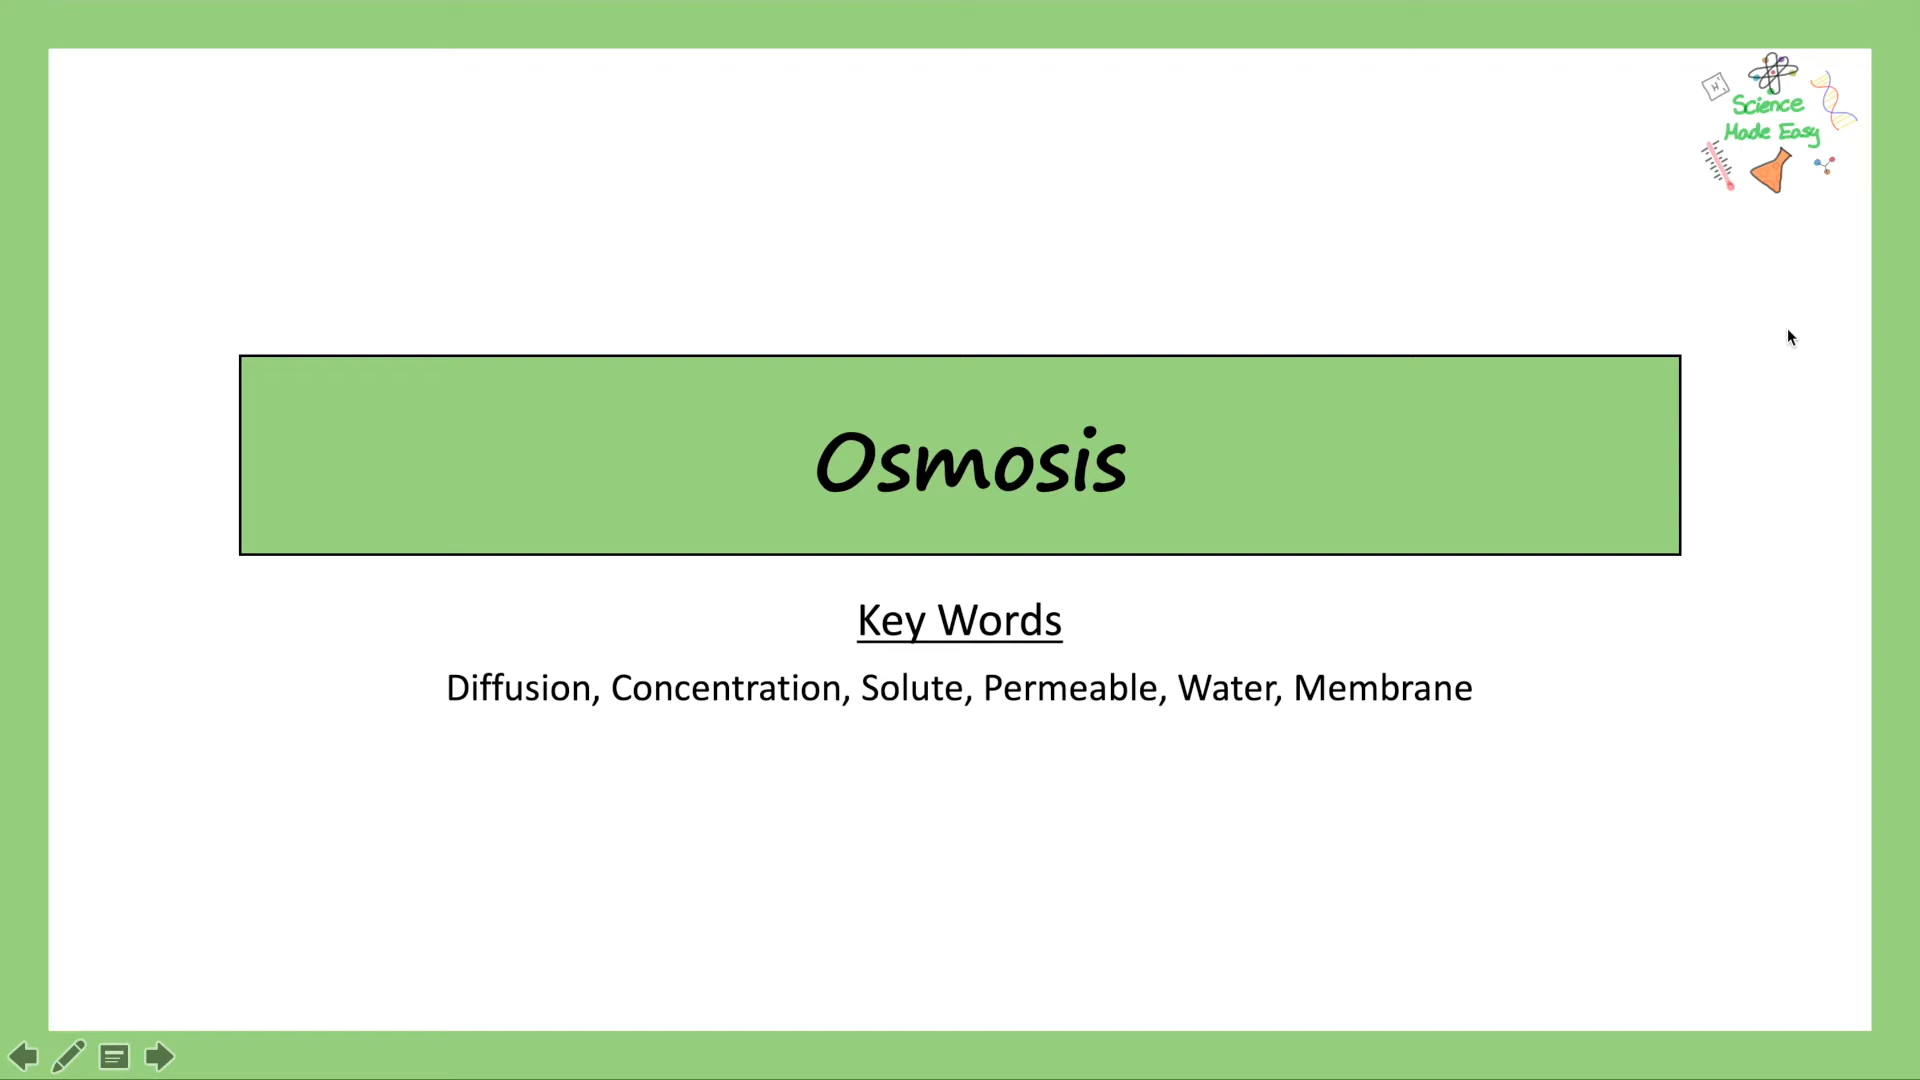 H
Science
Made Easy
Osmosis
Key Words
Diffusion, Concentration, Solute, Permeable, Water, Membrane